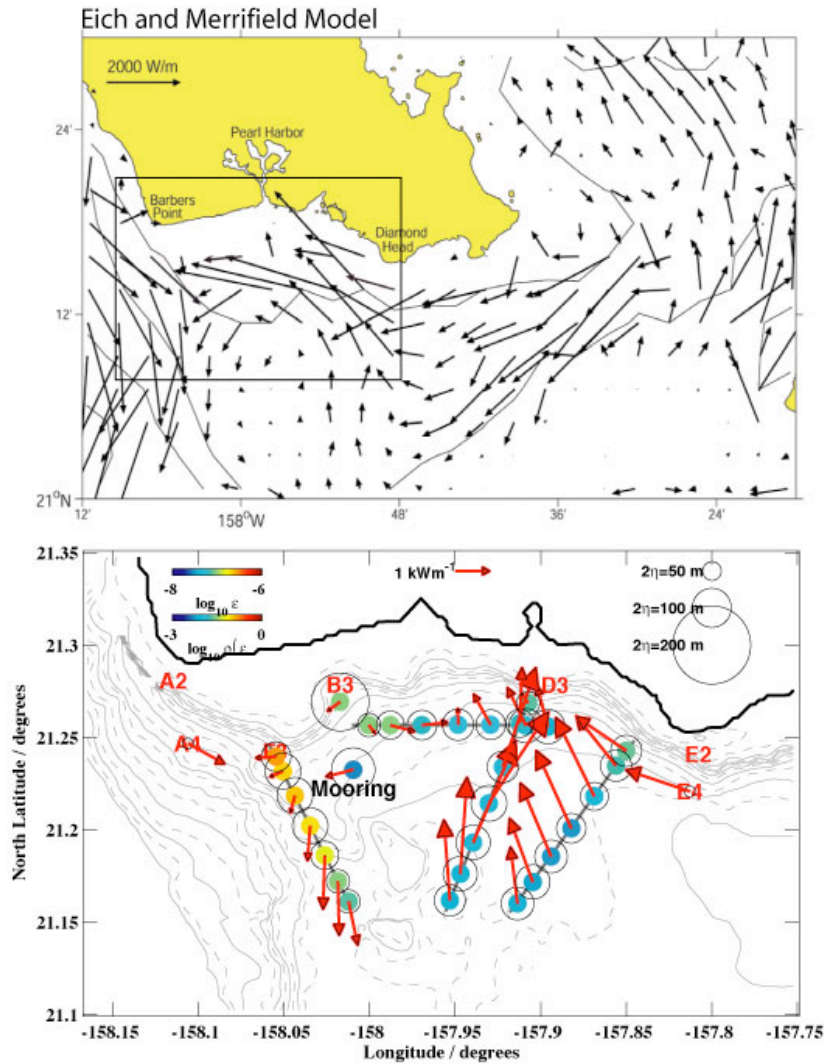 Eich and Merrifield Model
2000 W/m
24'
Pearl Harbor
Barbers
Point
Diamond
Head
12'
21°N
12' 158°W 48' 36' 24'
21.35
21.3
21.25
21.2
21.15
21.1
North Latitude / degrees
-8 -6
log10 ε
-3 0
1 kWm-1
2η=50 m
2η=100 m
2η=200 m
A2
B3
D3
A4
E2
Mooring
E4
-158.15 -158.1 -158.05 -158 -157.95 -157.9 -157.85 -157.8 -157.75
Longitude / degrees